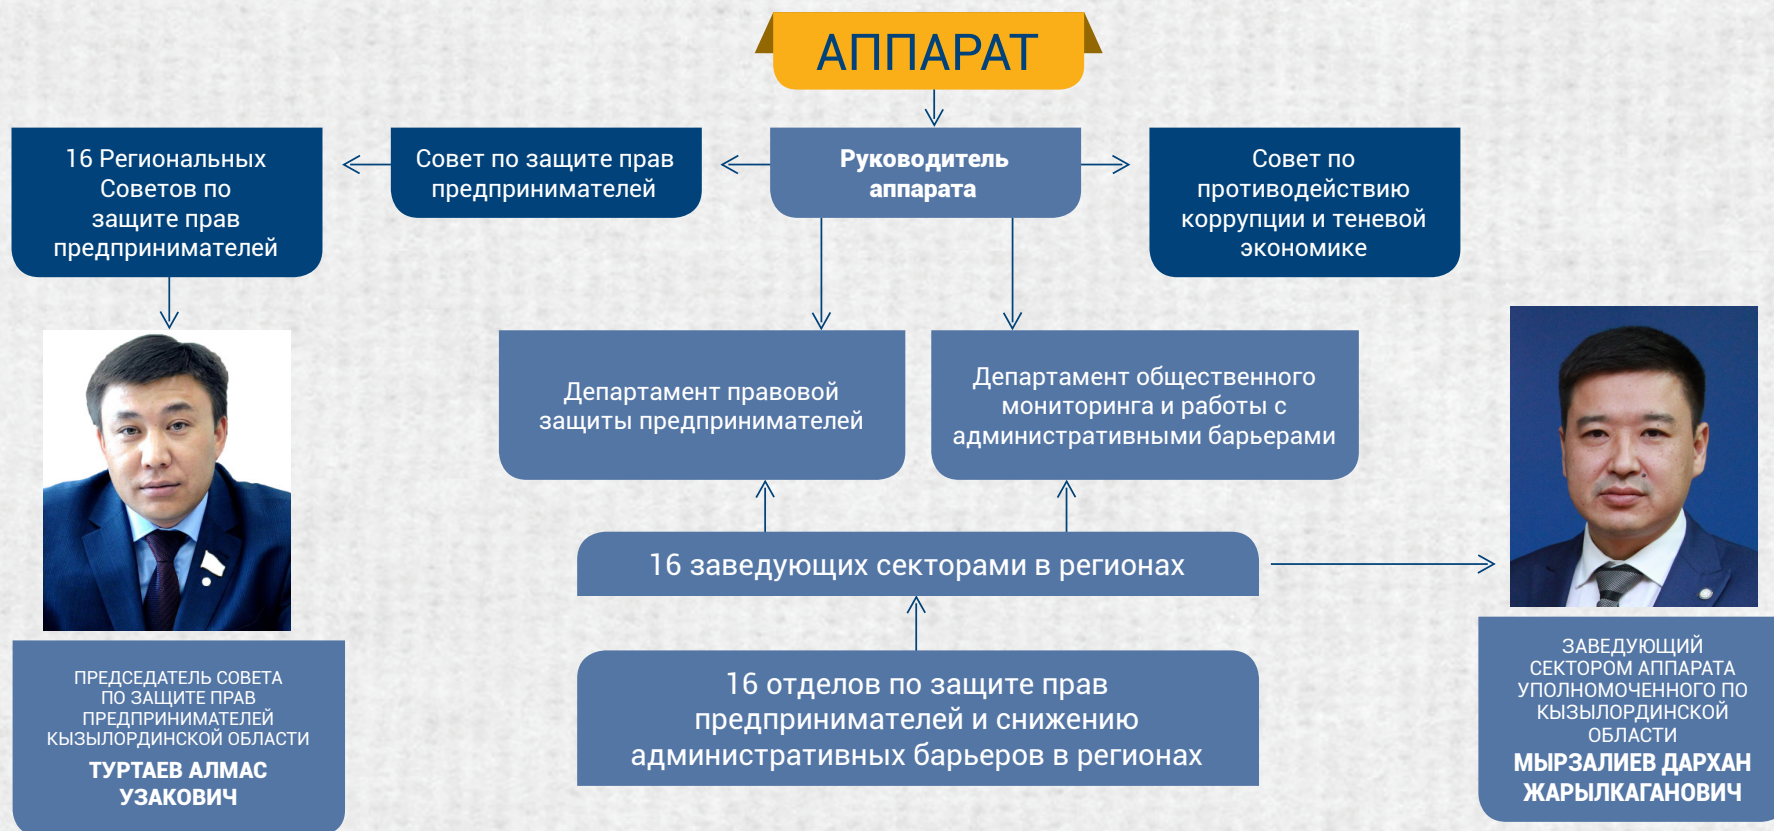 АППАРАТ
16 Региональных
Советов по
защите прав
предпринимателей
Совет по защите прав
предпринимателей
Руководитель
аппарата
Совет по
противодействию
коррупции и теневой
экономике
Департамент правовой
защиты предпринимателей
Департамент общественного
мониторинга и работы с
административными барьерами
16 заведующих секторами в регионах
16 отделов по защите прав
предпринимателей и снижению
административных барьеров в регионах
ПРЕДСЕДАТЕЛЬ СОВЕТА
ПО ЗАЩИТЕ ПРАВ
ПРЕДПРИНИМАТЕЛЕЙ
КЫЗЫЛОРДИНСКОЙ ОБЛАСТИ
ТУРТАЕВ АЛМАС
УЗАКОВИЧ
ЗАВЕДУЮЩИЙ
СЕКТОРОМ АППАРАТА
УПОЛНОМОЧЕННОГО ПО
КЫЗЫЛОРДИНСКОЙ
ОБЛАСТИ
МЫРЗАЛИЕВ ДАРХАН
ЖАРЫЛКАГАНОВИЧ